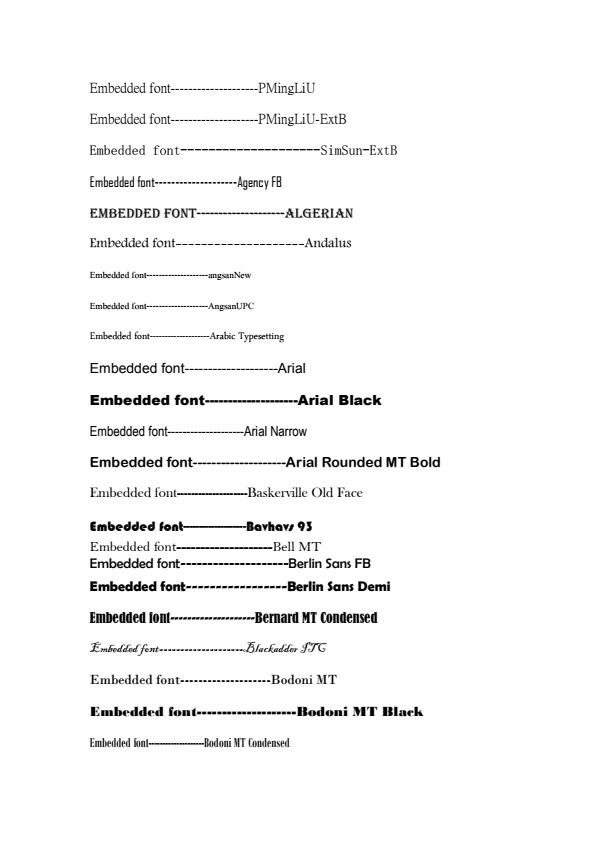 Embedded font--------------------PMingLiU
Embedded font--------------------PMingLiU-ExtB
Embedded font--------------------SimSun-ExtB
Embedded font--------------------Agency FB
EMBEDDED FONT--------------------ALGERIAN
Embedded font--------------------Andalus
Embedded font--------------------angsanNew
Embedded font--------------------AngsanUPC
Embedded font--------------------Arabic Typesetting
Embedded font--------------------Arial
Embedded font--------------------Arial Black
Embedded font--------------------Arial Narrow
Embedded font--------------------Arial Rounded MT Bold
Embedded font--------------------Baskerville Old Face
Embedded font--------------------Bavhavs 93
Embedded font--------------------Bell MT
Embedded font--------------------Berlin Sans FB
Embedded font-----------------Berlin Sans Demi
Embedded font--------------------Bernard MT Condensed
Embedded font--------------------Blackadder ITC
Embedded font--------------------Bodoni MT
Embedded font--------------------Bodoni MT Black
Embedded font--------------------Bodoni MT Condensed